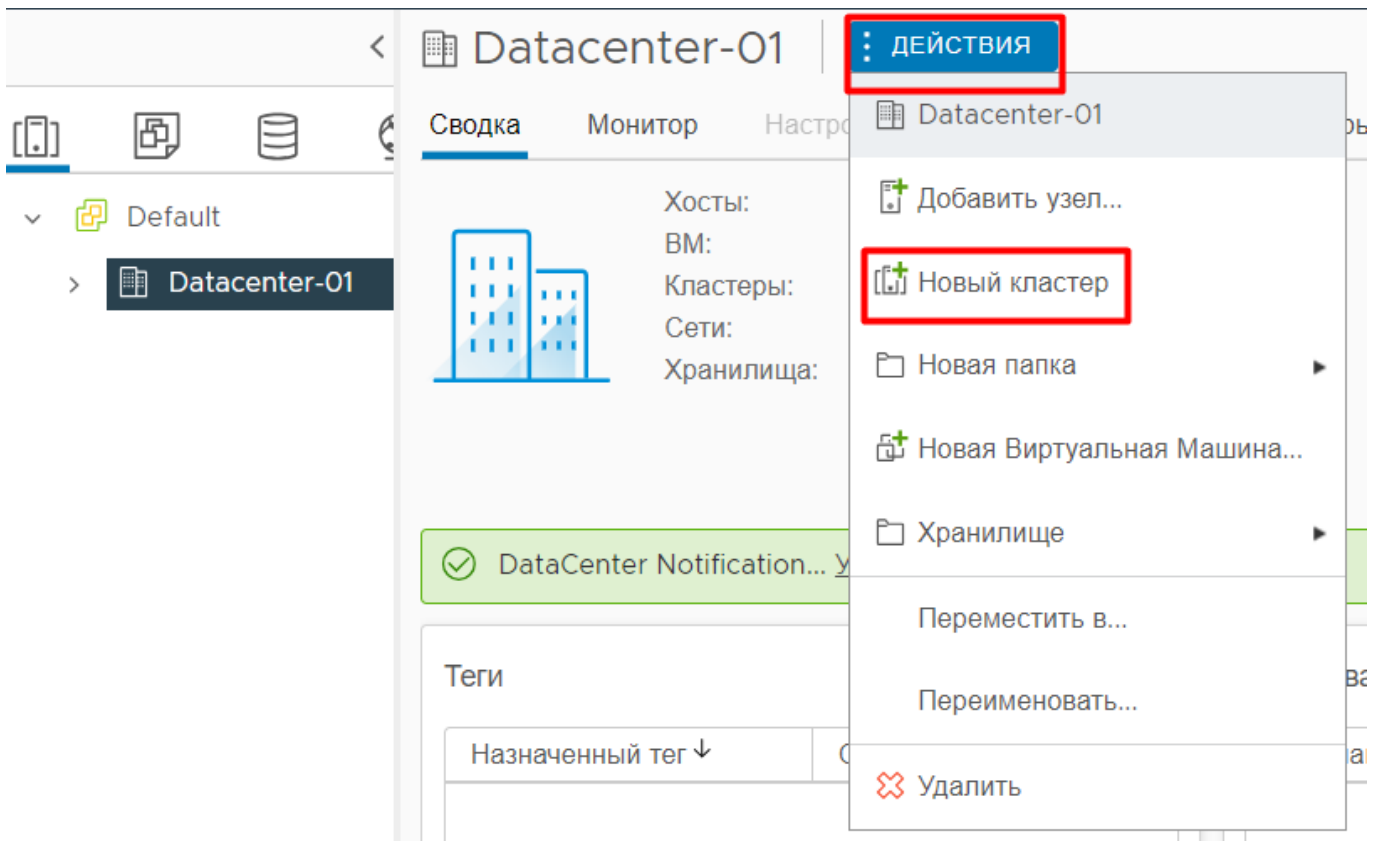 Datacenter-01
ДЕЙСТВИЯ
Datacenter-01
Сводка
Монитор
Добавить узел...
Default
Хосты:
ВМ:
Datacenter-01
Кластеры:
Новый кластер
Сети:
Хранилища:
Новая папка
Новая Виртуальная Машина...
Хранилище
DataCenter Notification...
Переместить в...
Теги
Переименовать...
Назначенный тег
Удалить